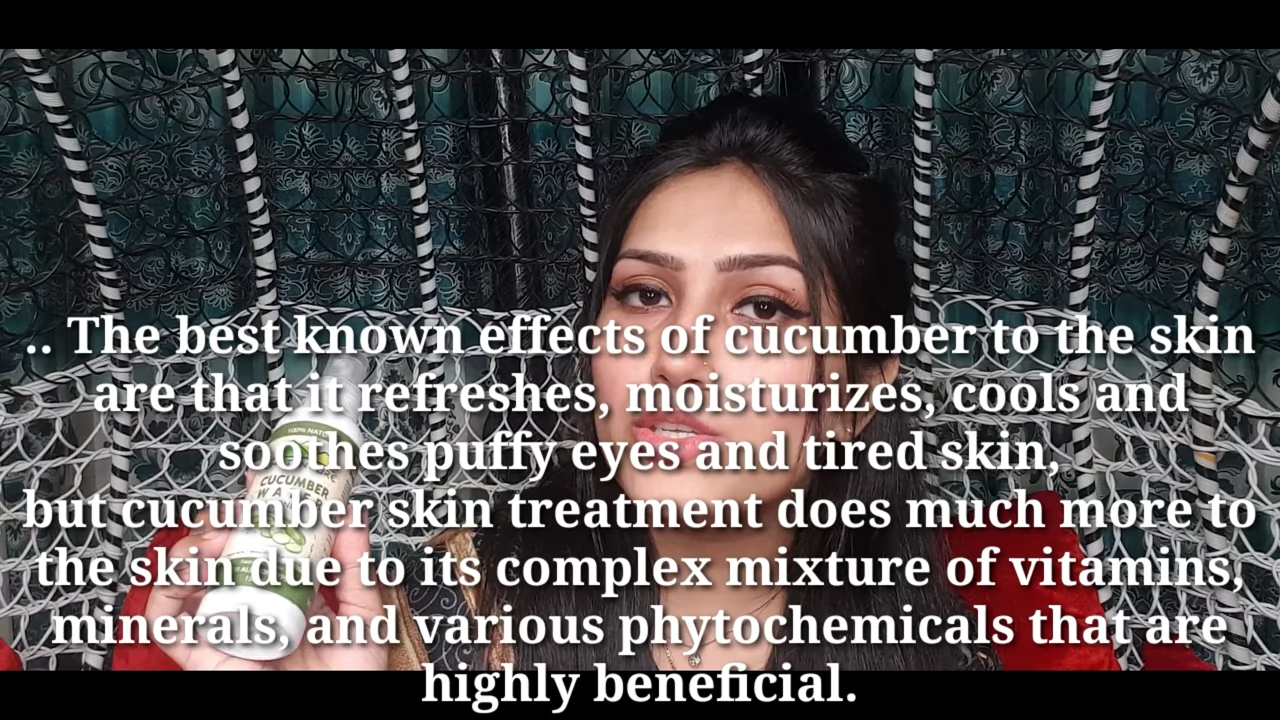 .. The best known effects of cucumber to the skin
are that it refreshes, moisturizes, cools and
soothes puffy eyes and tired skin,
but cucumber skin treatment does much more to
the skin due to its complex mixture of vitamins,
minerals, and various phytochemicals that are
highly beneficial.
100%
CUCUMBER